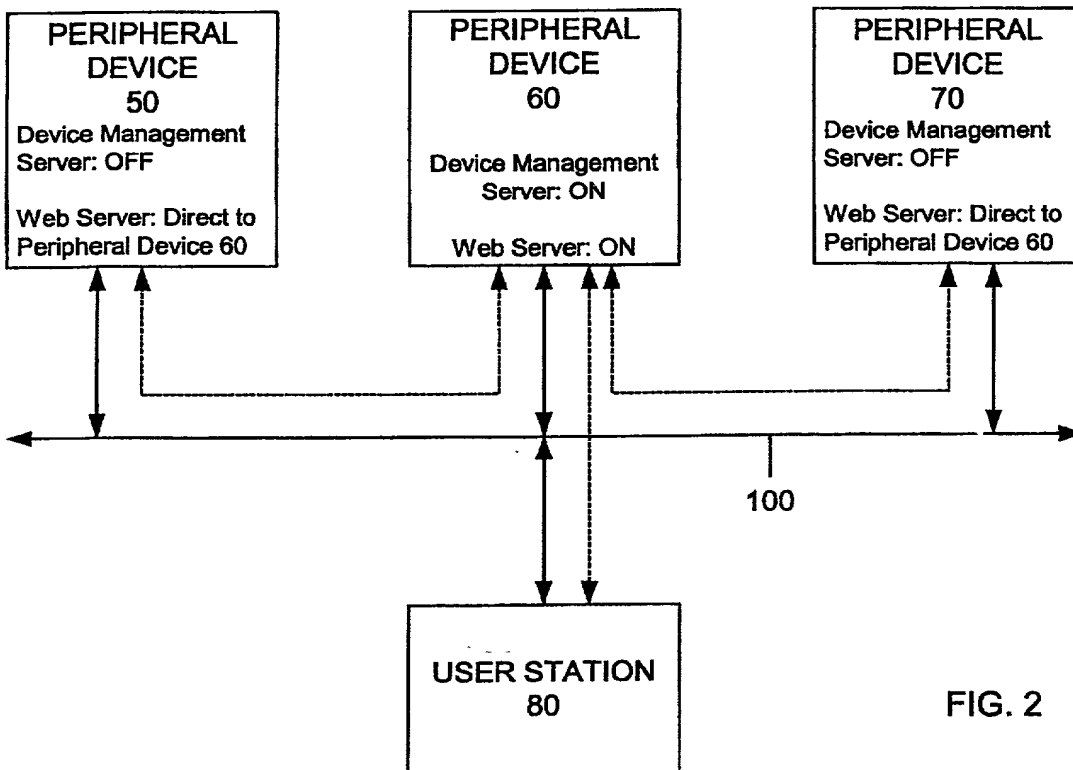 PERIPHERAL
DEVICE
50
Device Management
Server: OFF
Web Server: Direct to
Peripheral Device 60
PERIPHERAL
DEVICE
60
Device Management
Server: ON
Web Server: ON
PERIPHERAL
DEVICE
70
Device Management
Server: OFF
Web Server: Direct to
Peripheral Device 60
100
USER STATION
80
FIG. 2